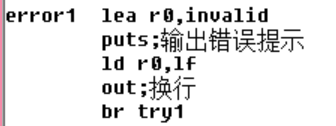 error1 lea r0,invalid
puts;输出错误提示
ld r0,lf
out;换行
br try1